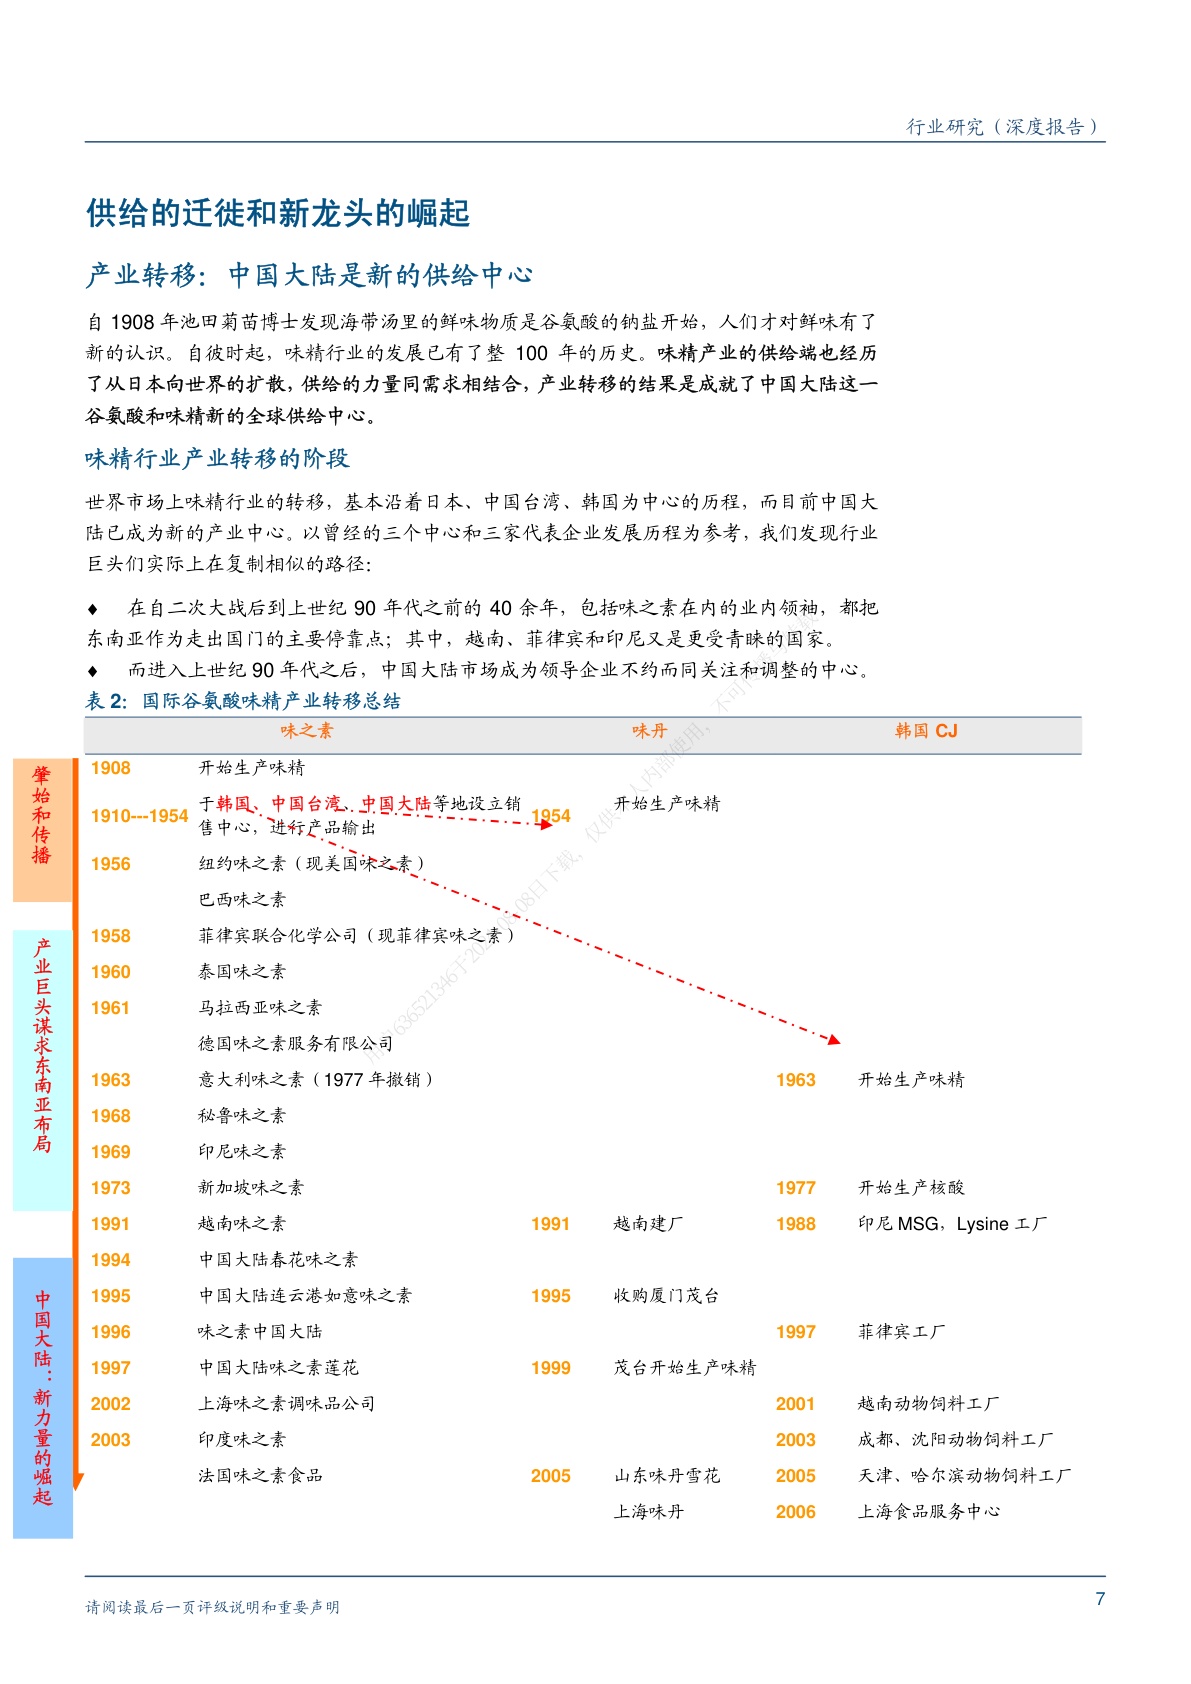 行业研究（深度报告）
供给的迁徙和新龙头的崛起
产业转移：中国大陆是新的供给中心
自 1908 年池田菊苗博士发现海带汤里的鲜味物质是谷氨酸的钠盐开始，人们才对鲜味有了
新的认识。自彼时起，味精行业的发展已有了整 100 年的历史。味精产业的供给端也经历
了从日本向世界的扩散，供给的力量同需求相结合，产业转移的结果是成就了中国大陆这一
谷氨酸和味精新的全球供给中心。
味精行业产业转移的阶段
世界市场上味精行业的转移，基本沿着日本、中国台湾、韩国为中心的历程，而目前中国大
陆已成为新的产业中心。以曾经的三个中心和三家代表企业发展历程为参考，我们发现行业
巨头们实际上在复制相似的路径：
♦ 在自二次大战后到上世纪 90 年代之前的 40 余年，包括味之素在内的业内领袖，都把
东南亚作为走出国门的主要停靠点；其中，越南、菲律宾和印尼又是更受青睐的国家。
♦ 而进入上世纪 90 年代之后，中国大陆市场成为领导企业不约而同关注和调整的中心。
表 2：国际谷氨酸味精产业转移总结
味之素 味丹 韩国 CJ
肇始和传播
1908 开始生产味精
1910---1954 于韩国、中国台湾、中国大陆等地设立销 1954 开始生产味精
售中心，进行产品输出
1956 纽约味之素（现美国味之素）
巴西味之素
产业巨头谋求东南亚布局
1958 菲律宾联合化学公司（现菲律宾味之素）
1960 泰国味之素
1961 马拉西亚味之素
德国味之素服务有限公司
1963 意大利味之素（1977 年撤销） 1963 开始生产味精
1968 秘鲁味之素
1969 印尼味之素
1973 新加坡味之素 1977 开始生产核酸
1991 越南味之素 1991 越南建厂 1988 印尼 MSG，Lysine 工厂
中国大陆：新力量的崛起
1994 中国大陆春花味之素
1995 中国大陆连云港如意味之素 1995 收购厦门茂台
1996 味之素中国大陆 1997 菲律宾工厂
1997 中国大陆味之素莲花 1999 茂台开始生产味精
2002 上海味之素调味品公司 2001 越南动物饲料工厂
2003 印度味之素 2003 成都、沈阳动物饲料工厂
法国味之素食品 2005 山东味丹雪花 2005 天津、哈尔滨动物饲料工厂
上海味丹 2006 上海食品服务中心
请阅读最后一页评级说明和重要声明
7